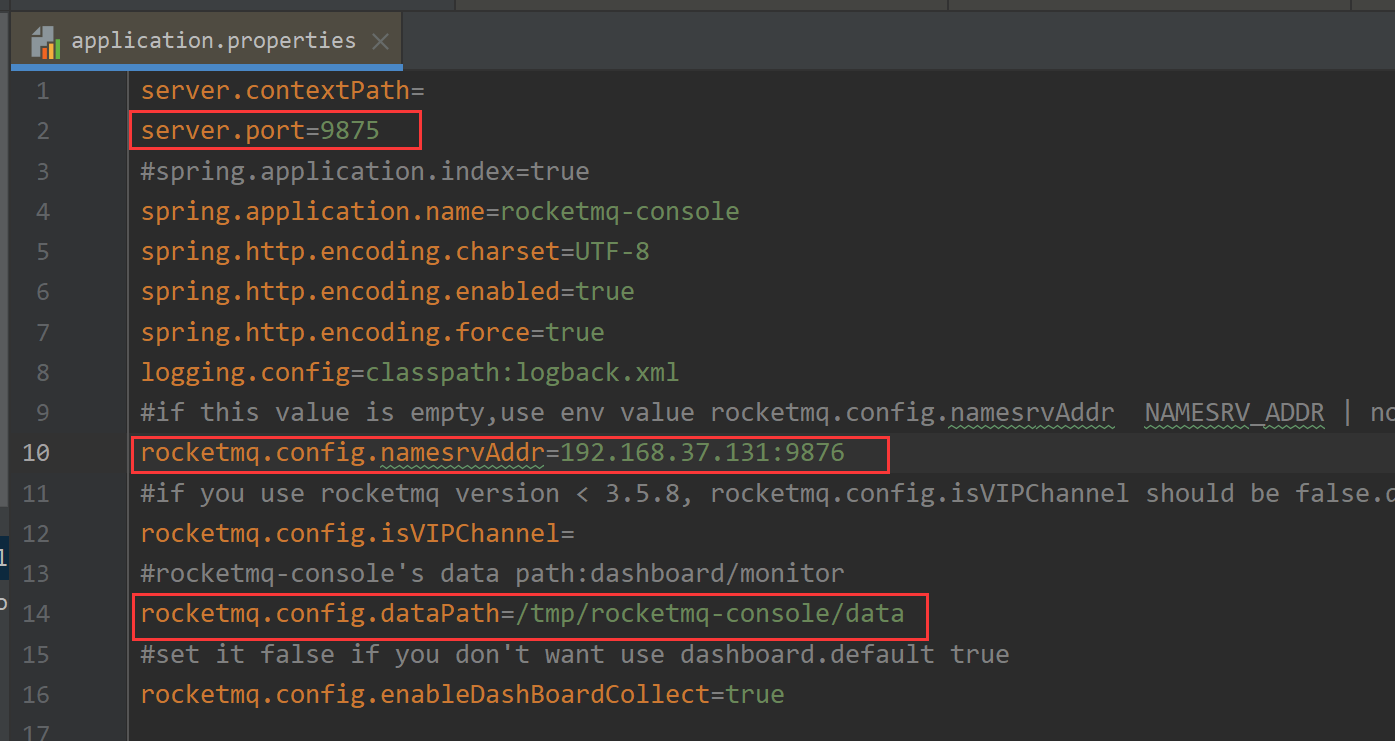 application.properties
1 server.contextPath=
2 server.port=9875
3 #spring.application.index=true
4 spring.application.name=rocketmq-console
5 spring.http.encoding.charset=UTF-8
6 spring.http.encoding.enabled=true
7 spring.http.encoding.force=true
8 logging.config=classpath:logback.xml
9 #if this value is empty,use env value rocketmq.config.namesrvAddr  NAMESRV_ADDR | no
10 rocketmq.config.namesrvAddr=192.168.37.131:9876
11 #if you use rocketmq version < 3.5.8, rocketmq.config.isVIPChannel should be false.d
12 rocketmq.config.isVIPChannel=
13 #rocketmq-console's data path:dashboard/monitor
14 rocketmq.config.dataPath=/tmp/rocketmq-console/data
15 #set it false if you don't want use dashboard.default true
16 rocketmq.config.enableDashBoardCollect=true
17